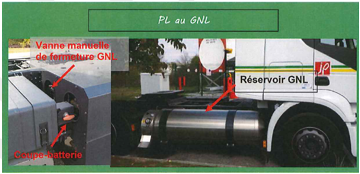 PL au GNL
Vanne manuelle
de fermeture GNL
Réservoir GNL
Coupe batterie